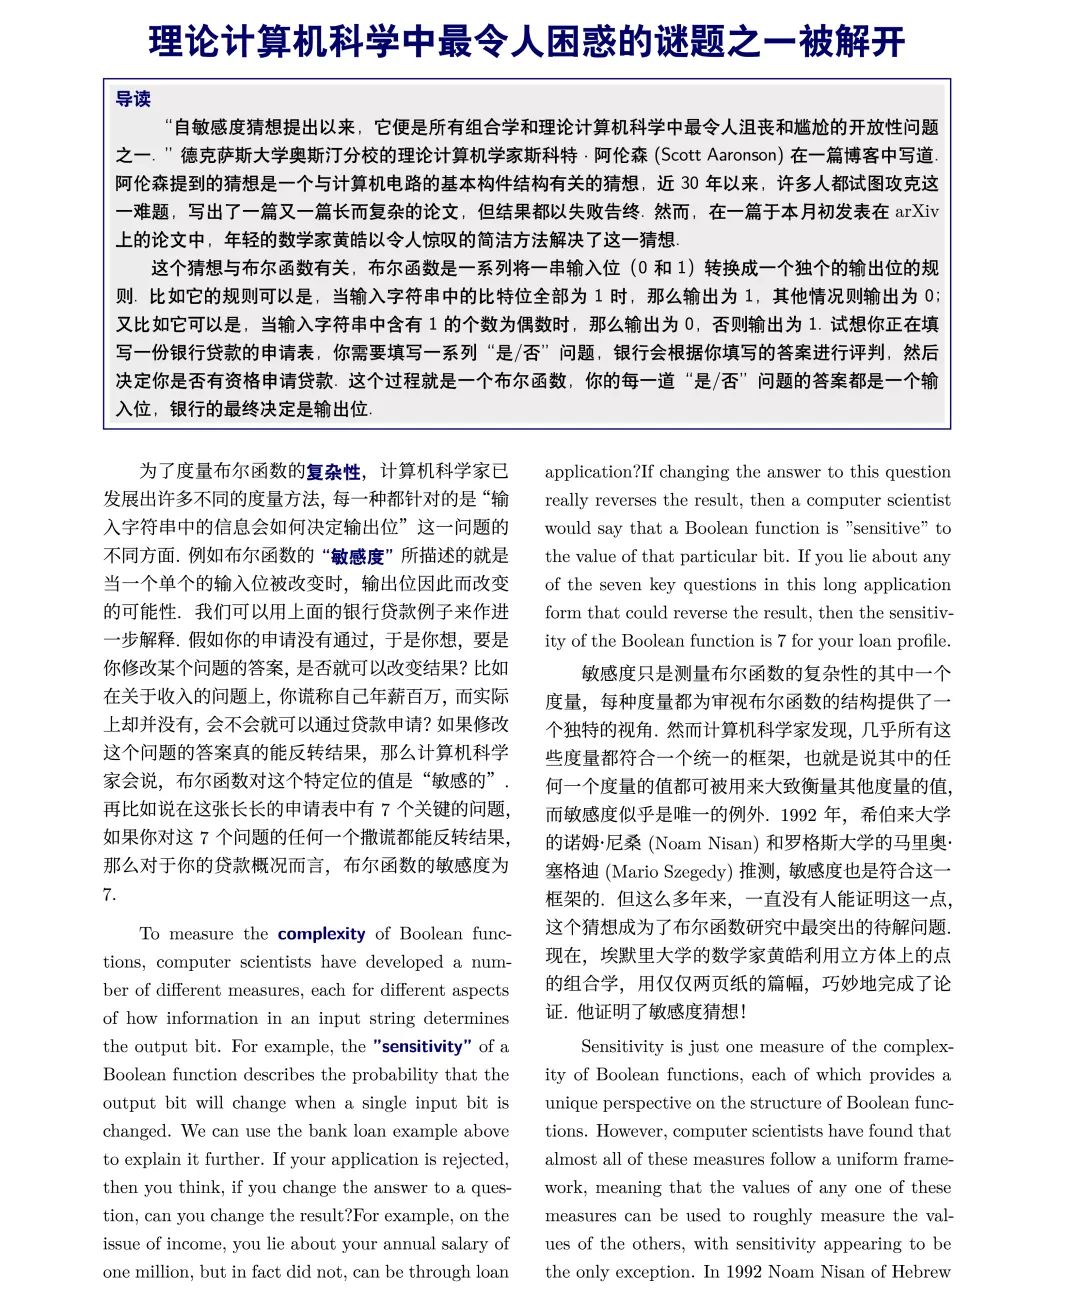 理论计算机科学中最令人困惑的谜题之一被解开
导读
“自敏感度猜想提出以来，它便是所有组合学和理论计算机科学中最令人沮丧和尴尬的开放性问题
之一. ” 德克萨斯大学奥斯汀分校的理论计算机学家斯科特 · 阿伦森 (Scott Aaronson) 在一篇博客中写道.
阿伦森提到的猜想是一个与计算机电路的基本构件结构有关的猜想，近 30 年以来，许多人都试图攻克这
一难题，写出了一篇又一篇长而复杂的论文，但结果都以失败告终. 然而，在一篇于本月初发表在 arXiv
上的论文中，年轻的数学家黄皓以令人惊叹的简洁方法解决了这一猜想.
这个猜想与布尔函数有关，布尔函数是一系列将一串输入位（0 和 1）转换成一个独个的输出位的规
则. 比如它的规则可以是，当输入字符串中的比特位全部为 1 时，那么输出为 1，其他情况则输出为 0;
又比如它可以是，当输入字符串中含有 1 的个数为偶数时，那么输出为 0，否则输出为 1. 试想你正在填
写一份银行贷款的申请表，你需要填写一系列 “是/否” 问题，银行会根据你填写的答案进行评判，然后
决定你是否有资格申请贷款. 这个过程就是一个布尔函数，你的每一道 “是/否” 问题的答案都是一个输
入位，银行的最终决定是输出位.
为了度量布尔函数的复杂性，计算机科学家已
发展出许多不同的度量方法, 每一种都针对的是 “输
入字符串中的信息会如何决定输出位” 这一问题的
不同方面. 例如布尔函数的 “敏感度” 所描述的就是
当一个单个的输入位被改变时，输出位因此而改变
的可能性. 我们可以用上面的银行贷款例子来作进
一步解释. 假如你的申请没有通过，于是你想，要是
你修改某个问题的答案, 是否就可以改变结果? 比如
在关于收入的问题上, 你谎称自己年薪百万, 而实际
上却并没有, 会不会就可以通过贷款申请? 如果修改
这个问题的答案真的能反转结果，那么计算机科学
家会说，布尔函数对这个特定位的值是 “敏感的” .
再比如说在这张长长的申请表中有 7 个关键的问题,
如果你对这 7 个问题的任何一个撒谎都能反转结果,
那么对于你的贷款概况而言，布尔函数的敏感度为
7.
To measure the complexity of Boolean func-
tions, computer scientists have developed a num-
ber of different measures, each for different aspects
of how information in an input string determines
the output bit. For example, the ”sensitivity” of a
Boolean function describes the probability that the
output bit will change when a single input bit is
changed. We can use the bank loan example above
to explain it further. If your application is rejected,
then you think, if you change the answer to a ques-
tion, can you change the result?For example, on the
issue of income, you lie about your annual salary of
one million, but in fact did not, can be through loan
application?If changing the answer to this question
really reverses the result, then a computer scientist
would say that a Boolean function is ”sensitive” to
the value of that particular bit. If you lie about any
of the seven key questions in this long application
form that could reverse the result, then the sensitiv-
ity of the Boolean function is 7 for your loan profile.
敏感度只是测量布尔函数的复杂性的其中一个
度量，每种度量都为审视布尔函数的结构提供了一
个独特的视角. 然而计算机科学家发现, 几乎所有这
些度量都符合一个统一的框架，也就是说其中的任
何一个度量的值都可被用来大致衡量其他度量的值,
而敏感度似乎是唯一的例外. 1992 年，希伯来大学
的诺姆·尼桑 (Noam Nisan) 和罗格斯大学的马里奥·
塞格迪 (Mario Szegedy) 推测, 敏感度也是符合这一
框架的. 但这么多年来，一直没有人能证明这一点,
这个猜想成为了布尔函数研究中最突出的待解问题.
现在，埃默里大学的数学家黄皓利用立方体上的点
的组合学，用仅仅两页纸的篇幅，巧妙地完成了论
证. 他证明了敏感度猜想!
Sensitivity is just one measure of the complex-
ity of Boolean functions, each of which provides a
unique perspective on the structure of Boolean func-
tions. However, computer scientists have found that
almost all of these measures follow a uniform frame-
work, meaning that the values of any one of these
measures can be used to roughly measure the val-
ues of the others, with sensitivity appearing to be
the only exception. In 1992 Noam Nisan of Hebrew